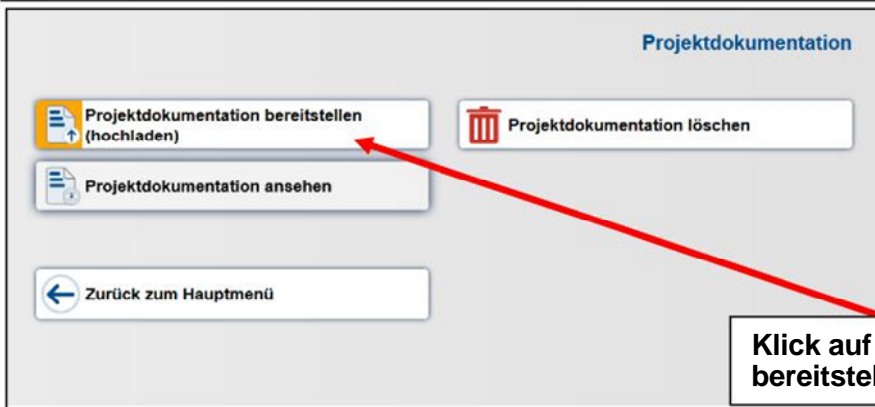 Projektdokumentation
Projektdokumentation bereitstellen
(hochladen)
Projektdokumentation löschen
Projektdokumentation ansehen
Zurück zum Hauptmenü
Klick auf